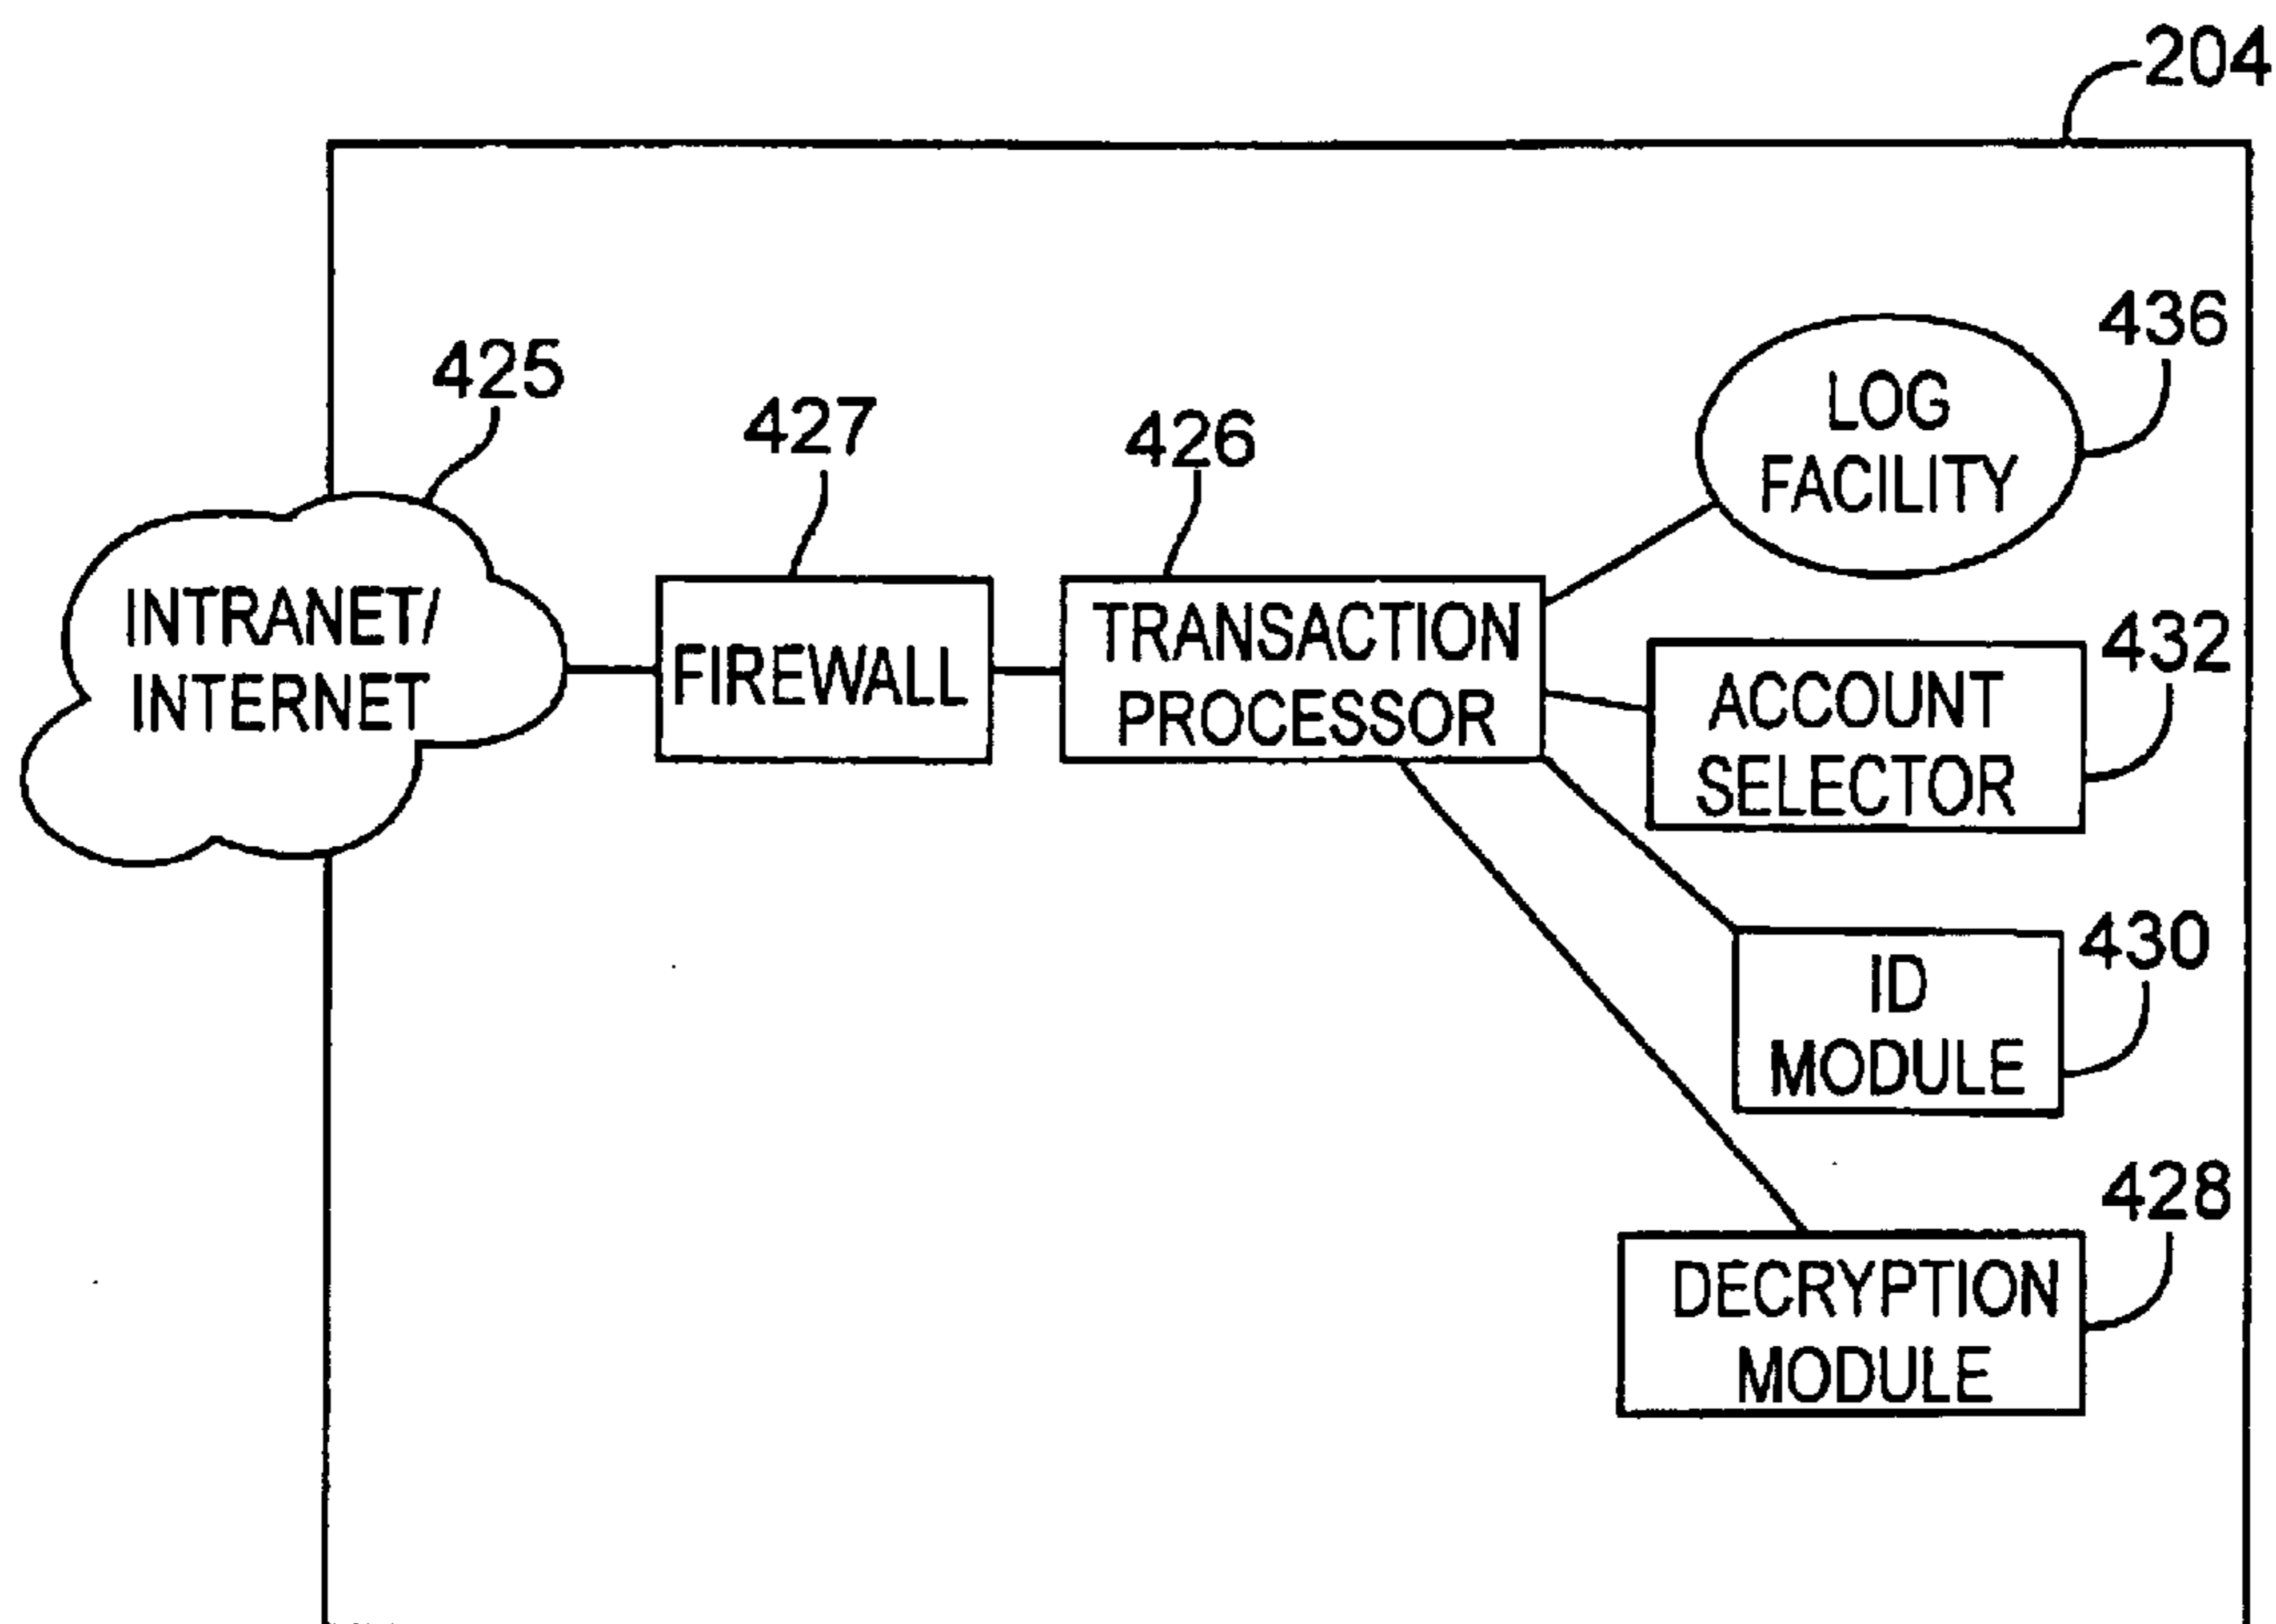 204
436
LOG
FACILITY
425
427
426
INTRANET/
INTERNET
FIREWALL
TRANSACTION
PROCESSOR
432
ACCOUNT
SELECTOR
430
ID
MODULE
428
DECRYPTION
MODULE